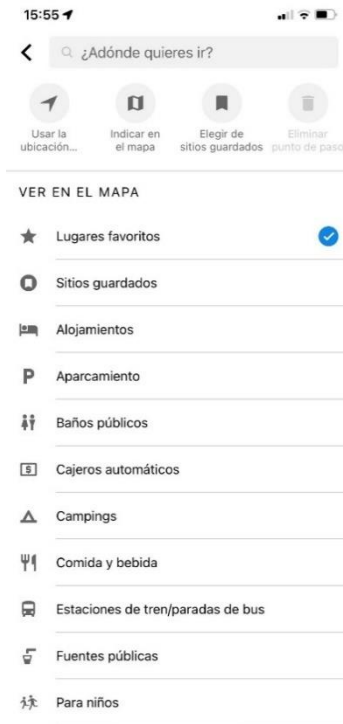 15:55
¿Adónde quieres ir?
Usar la
ubicación...
Indicar en
el mapa
Elegir de
sitios guardados
Eliminar
punto de paso
VER EN EL MAPA
Lugares favoritos
Sitios guardados
Alojamientos
P Aparcamiento
Baños públicos
$ Cajeros automáticos
Campings
Comida y bebida
Estaciones de tren/paradas de bus
Fuentes públicas
Para niños